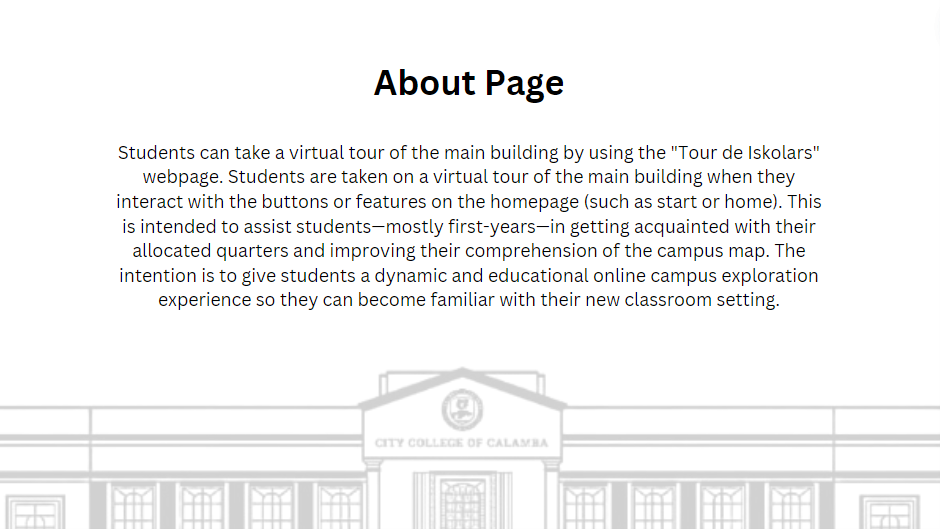 About Page
Students can take a virtual tour of the main building by using the "Tour de Iskolars"
webpage. Students are taken on a virtual tour of the main building when they
interact with the buttons or features on the homepage (such as start or home). This
is intended to assist students—mostly first-years—in getting acquainted with their
allocated quarters and improving their comprehension of the campus map. The
intention is to give students a dynamic and educational online campus exploration
experience so they can become familiar with their new classroom setting.
CITY COLLEGE OF CALAMBA